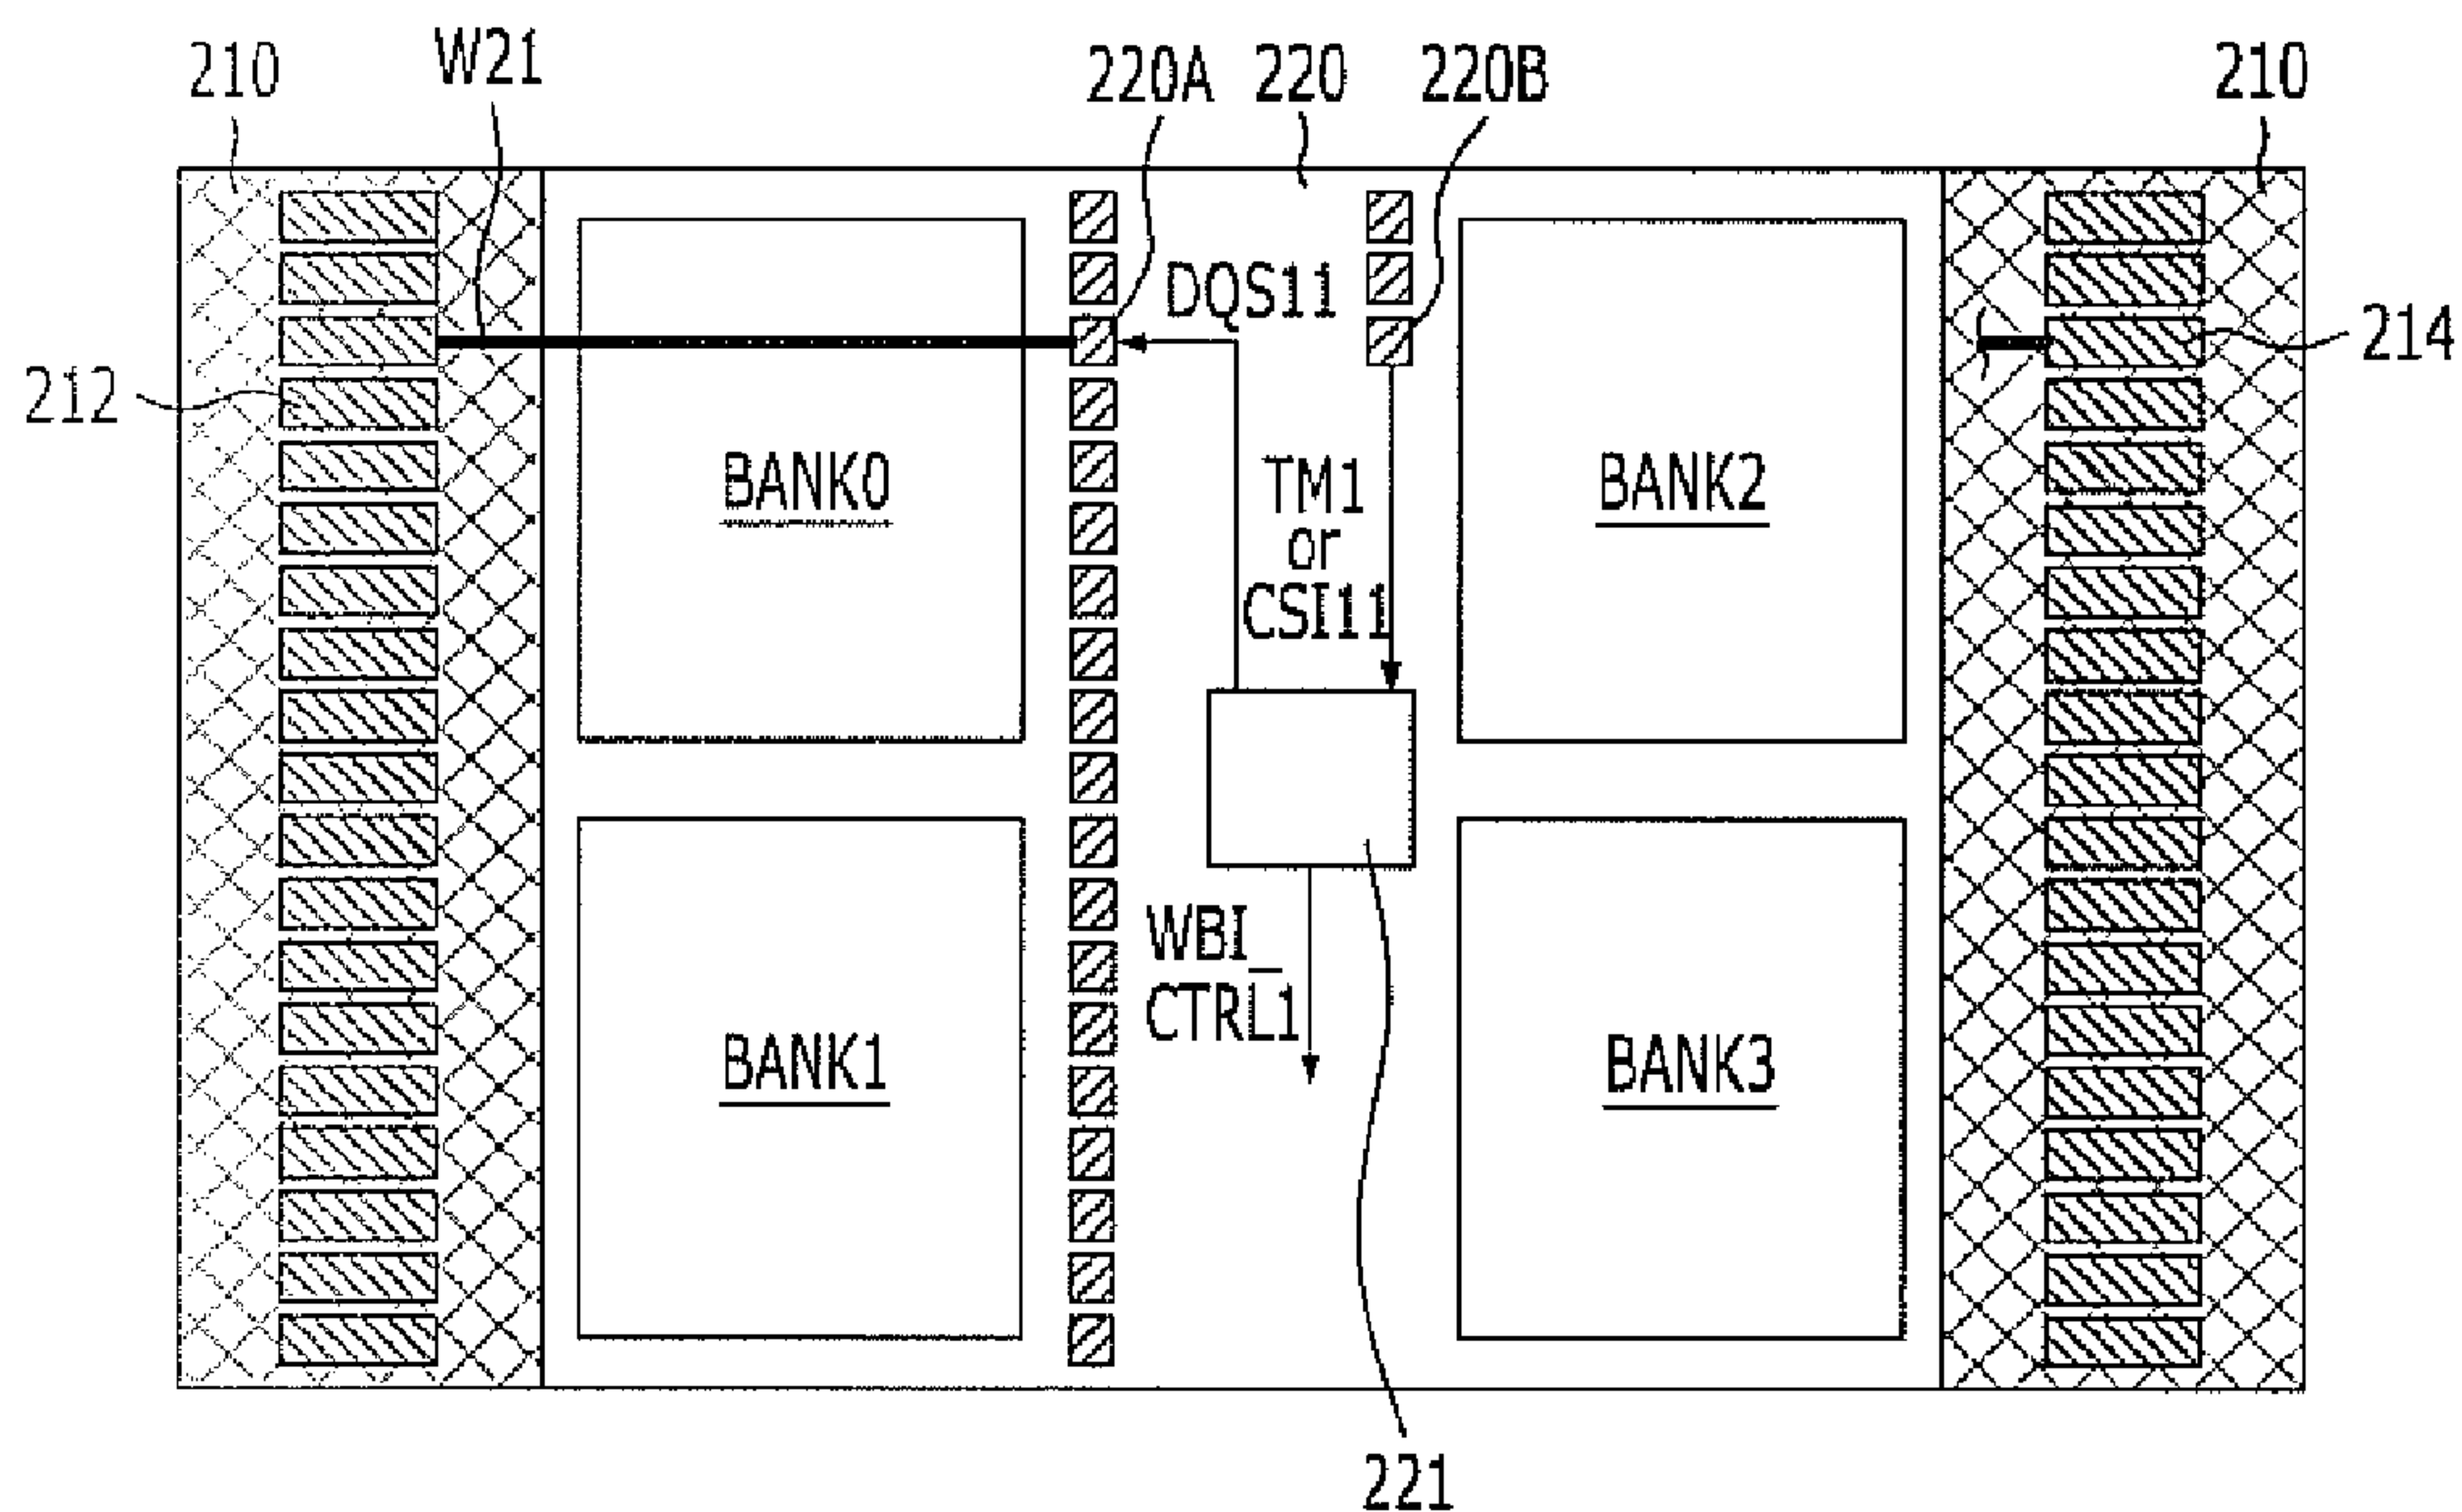 210
W21
220A
220
220B
210
DQS11
214
212
BANK0
TM1
or
CSI11
BANK2
WBI_
CTRL1
BANK1
BANK3
221